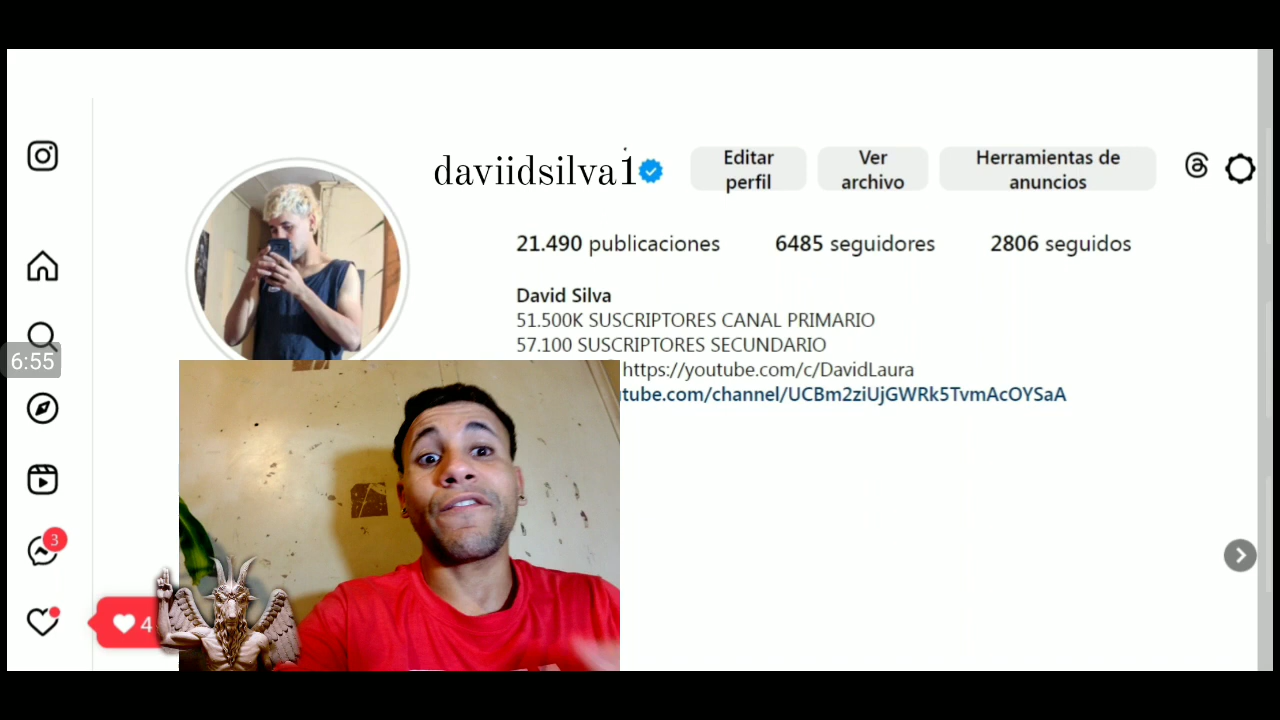 daviidsilva1
Editar
perfil
Ver
archivo
Herramientas de
anuncios
21.490 publicaciones
6485 seguidores
2806 seguidos
David Silva
51.500K SUSCRIPTORES CANAL PRIMARIO
57.100 SUSCRIPTORES SECUNDARIO
https://youtube.com/c/DavidLaura
utube.com/channel/UCBm2ziUjGWRk5TvmAcOYSaA
6:55
3
4